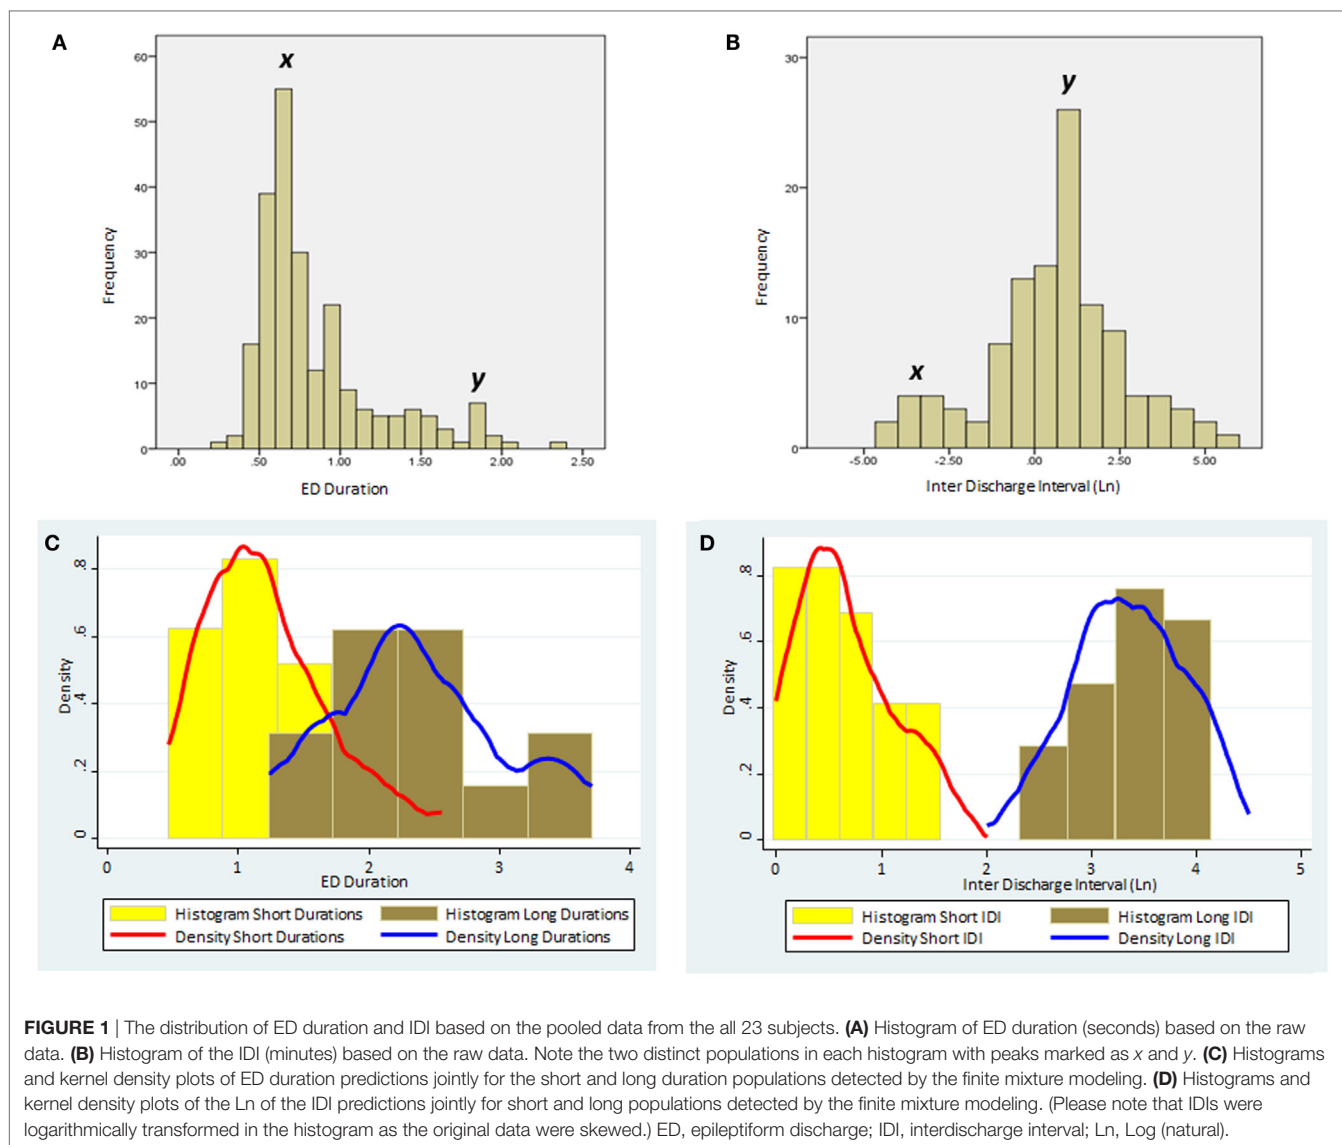 A
x
y
60
50
40
30
20
10
0
Frequency
.00
.50
1.00
1.50
2.00
2.50
ED Duration
B
y
x
30
20
10
0
Frequency
-5.00
-2.50
.00
2.50
5.00
Inter Discharge Interval (Ln)
C
.8
.6
.4
.2
0
Density
0 1 2 3 4
ED Duration
Histogram Short Durations Histogram Long Durations
Density Short Durations Density Long Durations
D
.8
.6
.4
.2
0
Density
0 1 2 3 4 5
Inter Discharge Interval (Ln)
Histogram Short IDI Histogram Long IDI
Density Short IDI Density Long IDI
FIGURE 1 | The distribution of ED duration and IDI based on the pooled data from the all 23 subjects. (A) Histogram of ED duration (seconds) based on the raw
data. (B) Histogram of the IDI (minutes) based on the raw data. Note the two distinct populations in each histogram with peaks marked as x and y. (C) Histograms
and kernel density plots of ED duration predictions jointly for the short and long duration populations detected by the finite mixture modeling. (D) Histograms and
kernel density plots of the Ln of the IDI predictions jointly for short and long populations detected by the finite mixture modeling. (Please note that IDIs were
logarithmically transformed in the histogram as the original data were skewed.) ED, epileptiform discharge; IDI, interdischarge interval; Ln, Log (natural).